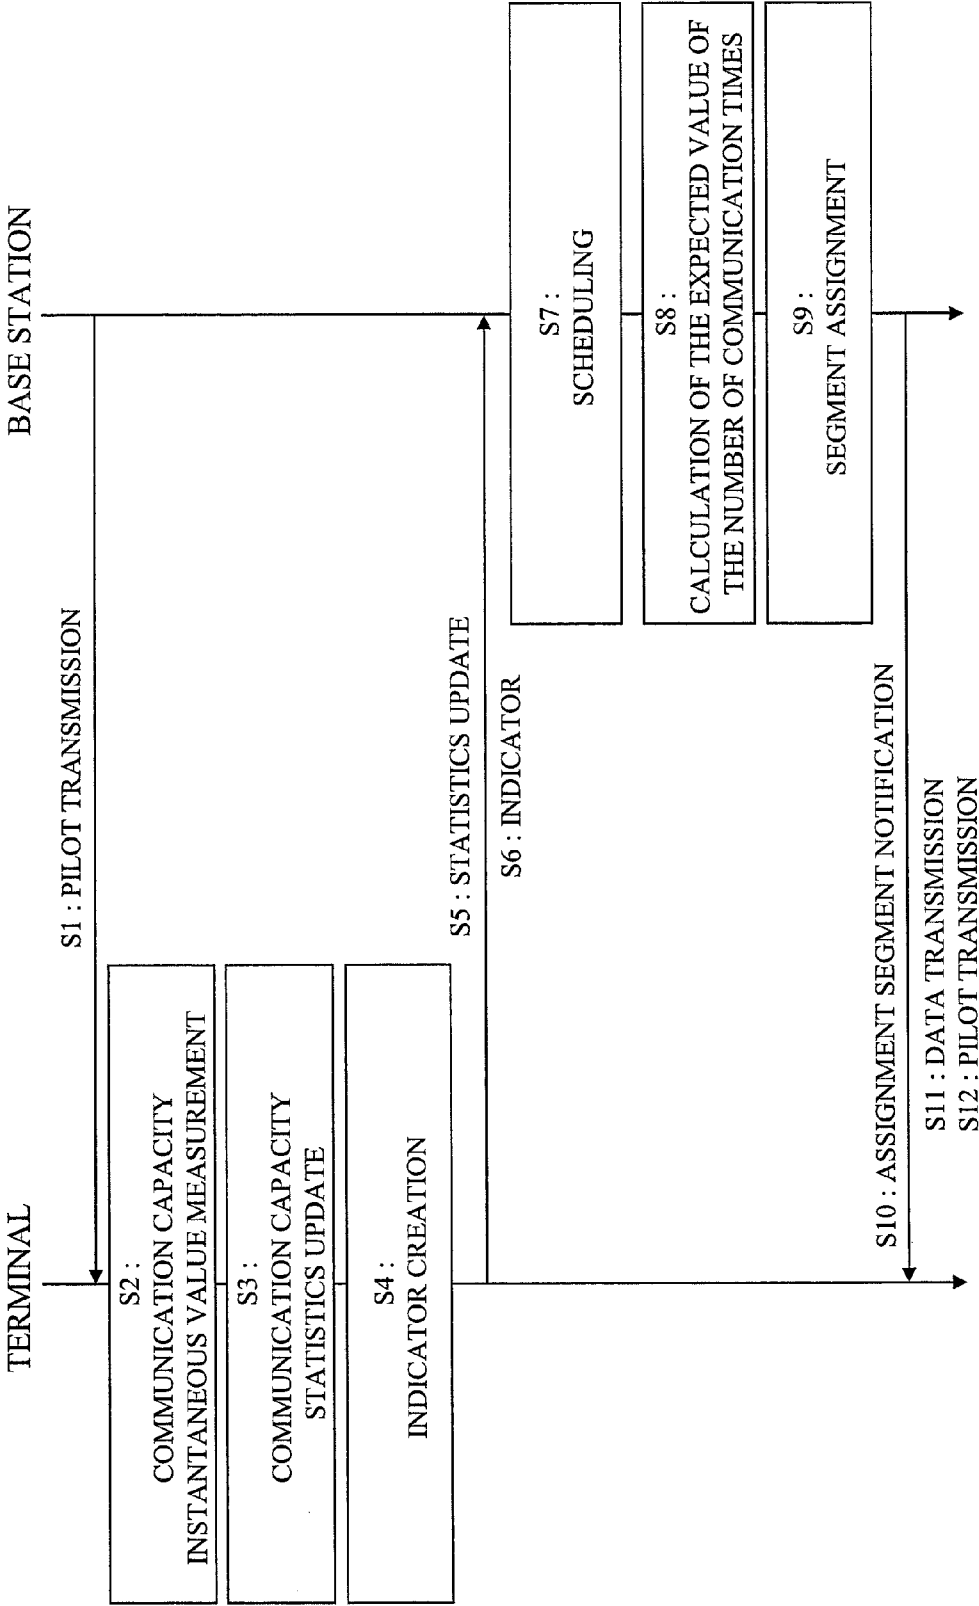 TERMINAL
BASE STATION
S1 : PILOT TRANSMISSION
S2 :
COMMUNICATION CAPACITY
INSTANTANEOUS VALUE MEASUREMENT
S3 :
COMMUNICATION CAPACITY
STATISTICS UPDATE
S4 :
INDICATOR CREATION
S5 : STATISTICS UPDATE
S6 : INDICATOR
S7 :
SCHEDULING
S8 :
CALCULATION OF THE EXPECTED VALUE OF
THE NUMBER OF COMMUNICATION TIMES
S9 :
SEGMENT ASSIGNMENT
S10 : ASSIGNMENT SEGMENT NOTIFICATION
S11 : DATA TRANSMISSION
S12 : PILOT TRANSMISSION